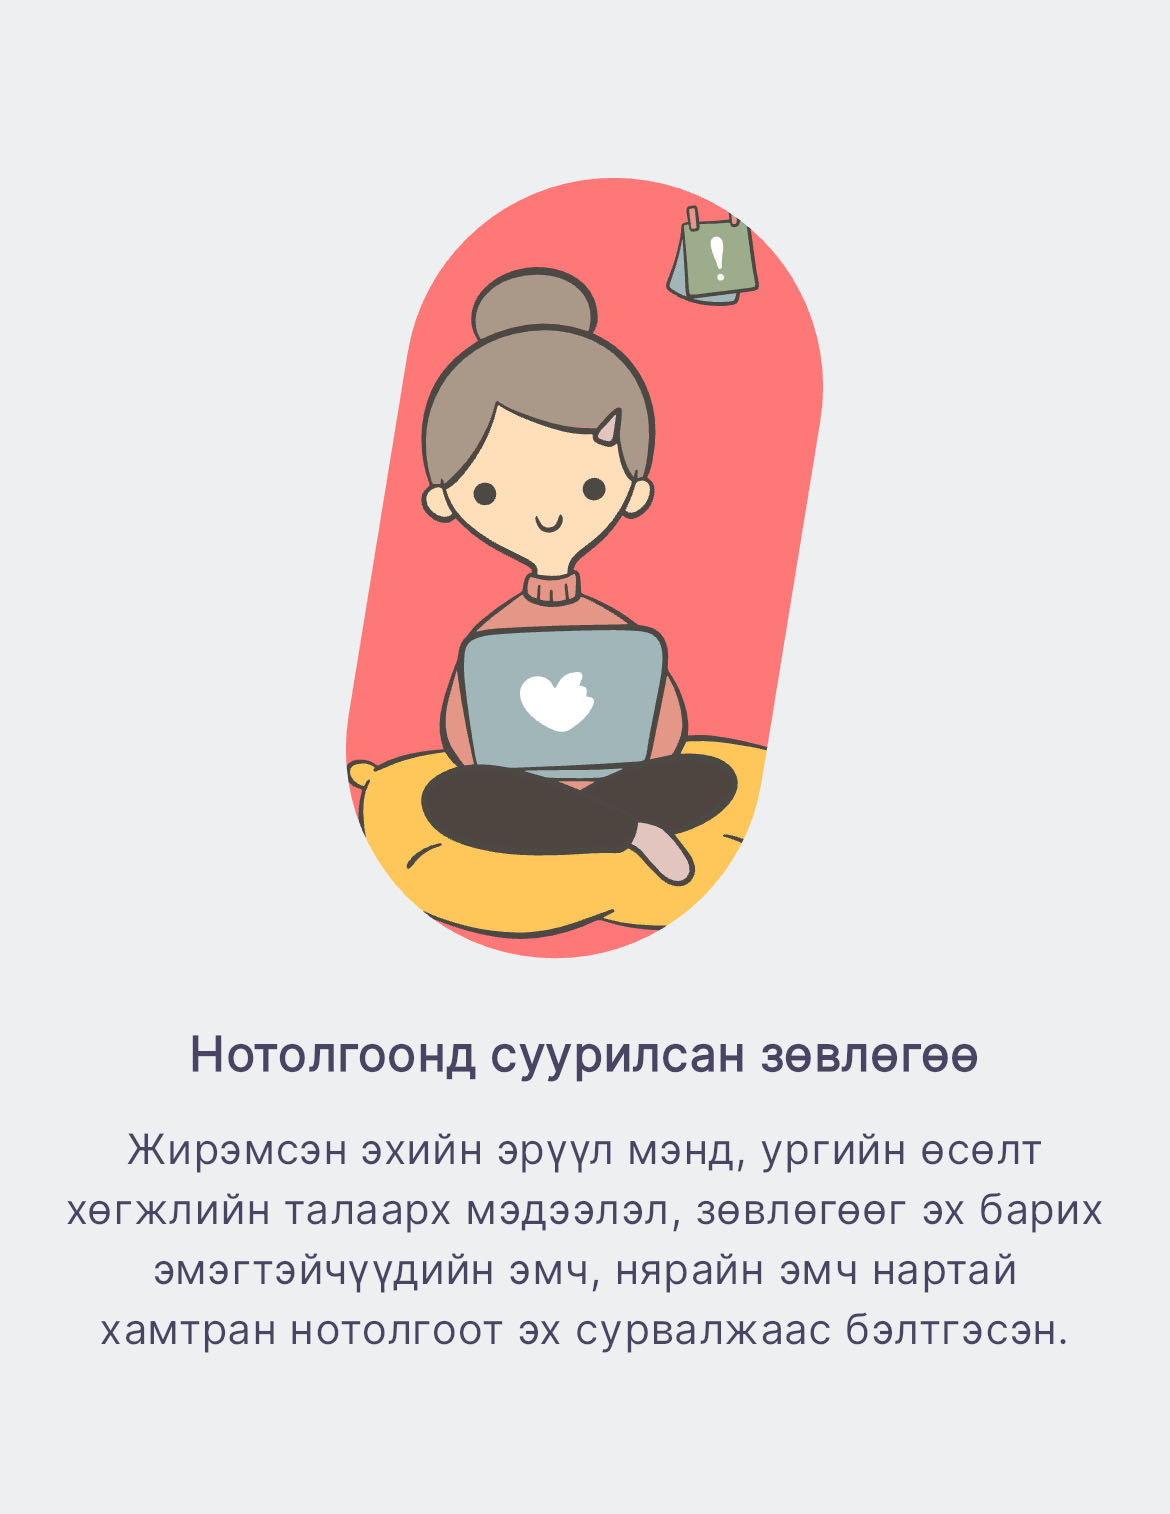 !
Нотолгоонд суурилсан зөвлөгөө
Жирэмсэн эхийн эрүүл мэнд, ургийн өсөлт
хөгжлийн талаарх мэдээлэл, зөвлөгөөг эх барих
эмэгтэйчүүдийн эмч, нярайн эмч нартай
хамтран нотолгоот эх сурвалжаас бэлтгэсэн.